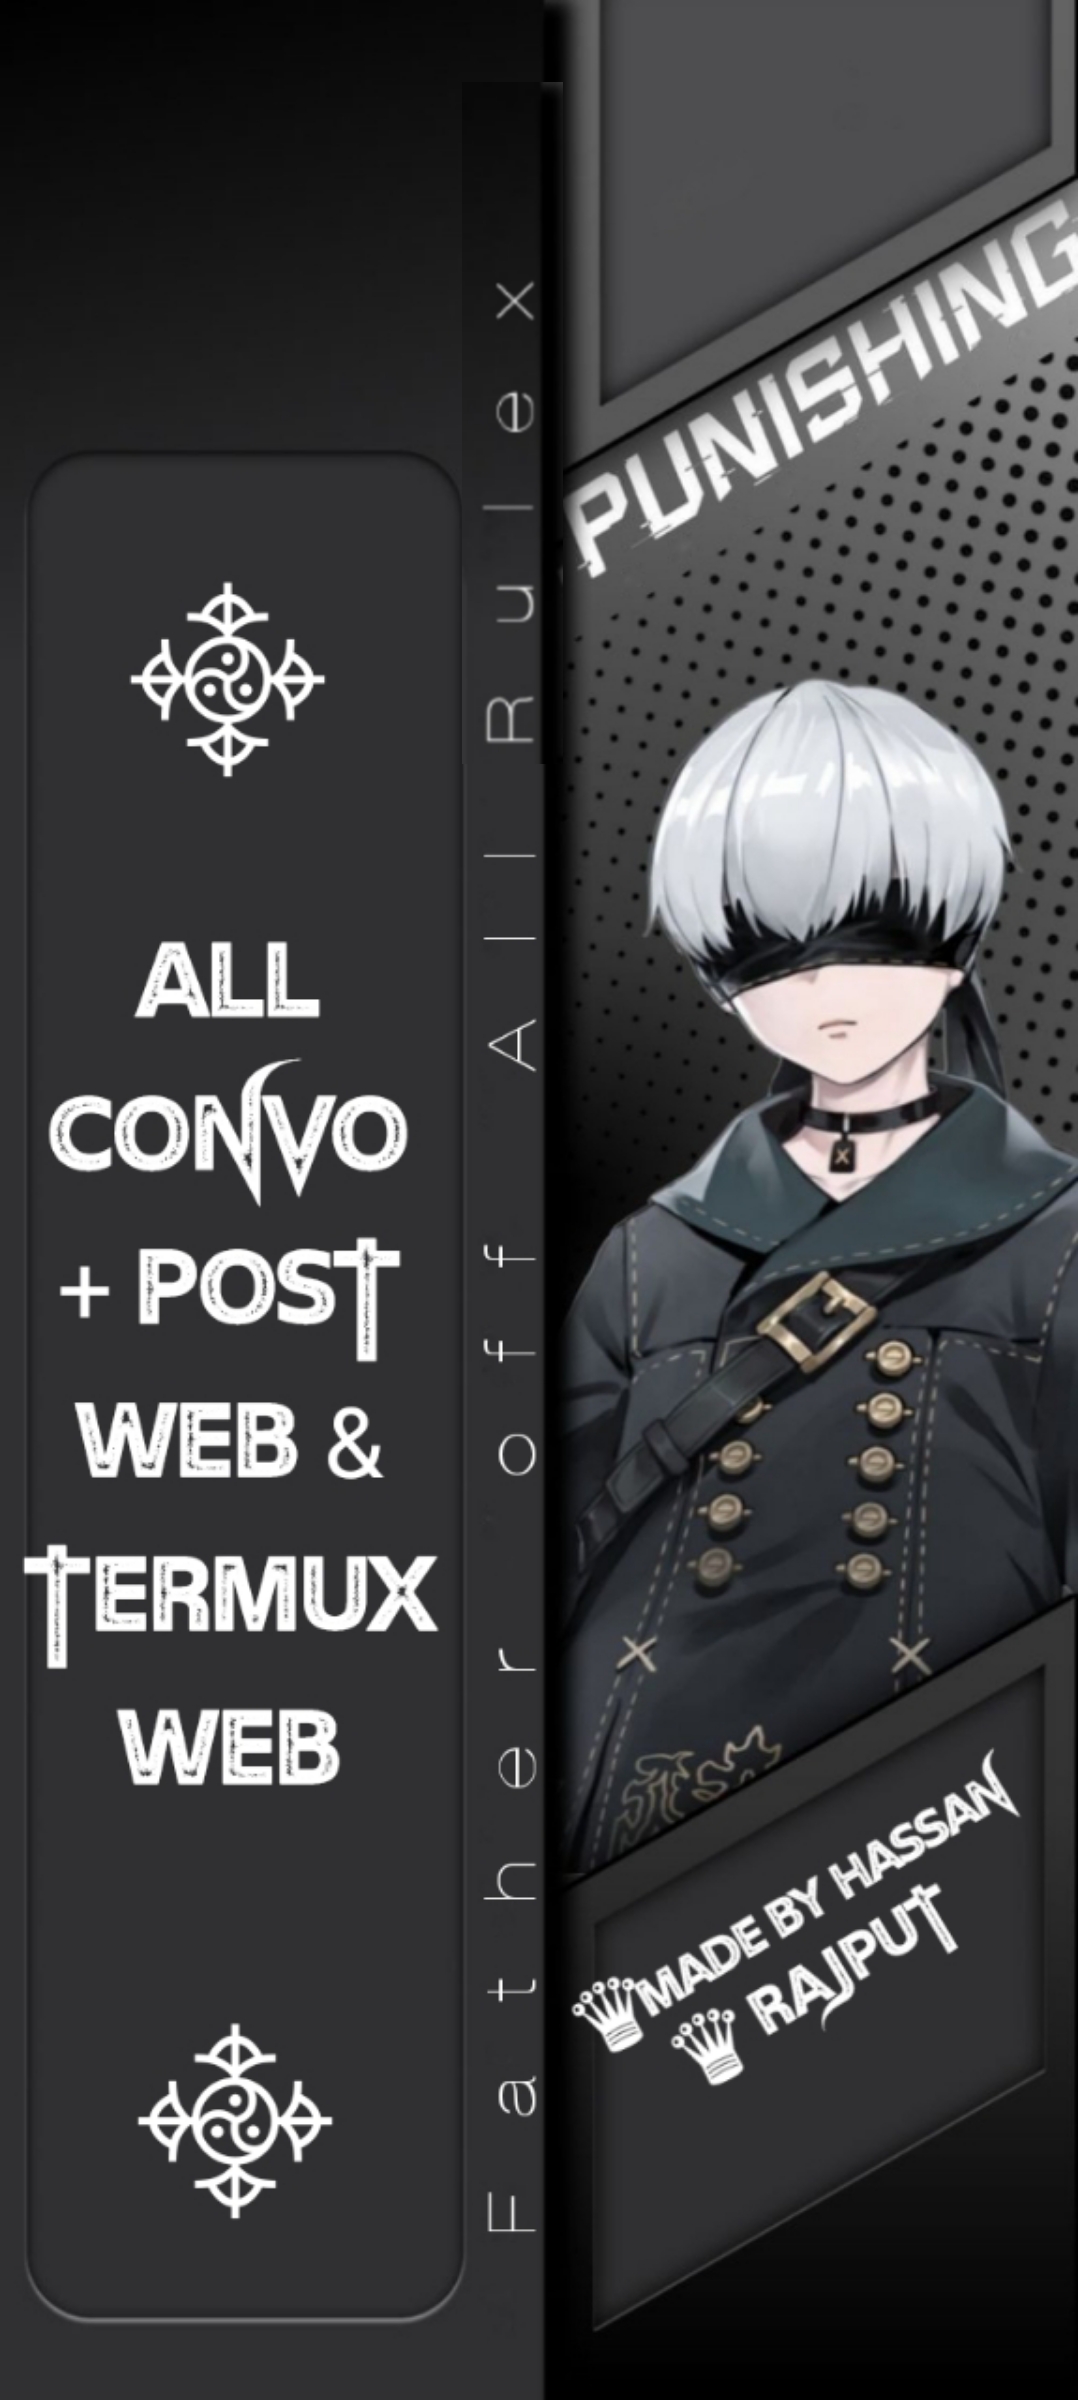 ALL
CONVO
+ POST
WEB &
TERMUX
WEB
Father off All Rulex
PUNISHING
♛MADE BY HASSAN
♛ RAJPUT